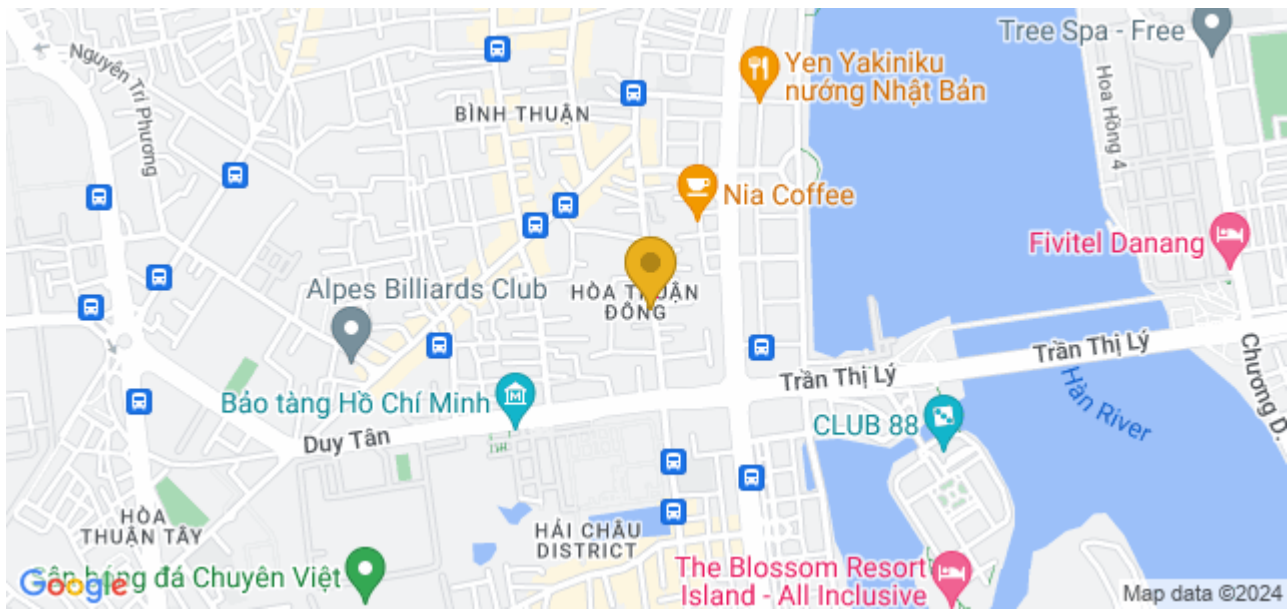 Tree Spa - Free
Nguyễn Tri Phương
Yen Yakiniku
nướng Nhật Bản
Hoa Hồng 4
BÌNH THUẬN
Nia Coffee
Fivitel Danang
Alpes Billiards Club
HÒA THUẬN
ĐÔNG
Trần Thị Lý
Trần Thị Lý
Chương D...
Hàn River
Bảo tàng Hồ Chí Minh
CLUB 88
Duy Tân
HÒA
THUẬN TÂY
HẢI CHÂU
DISTRICT
Sân bóng đá Chuyên Việt
The Blossom Resort
Island - All Inclusive
Google
Map data ©2024